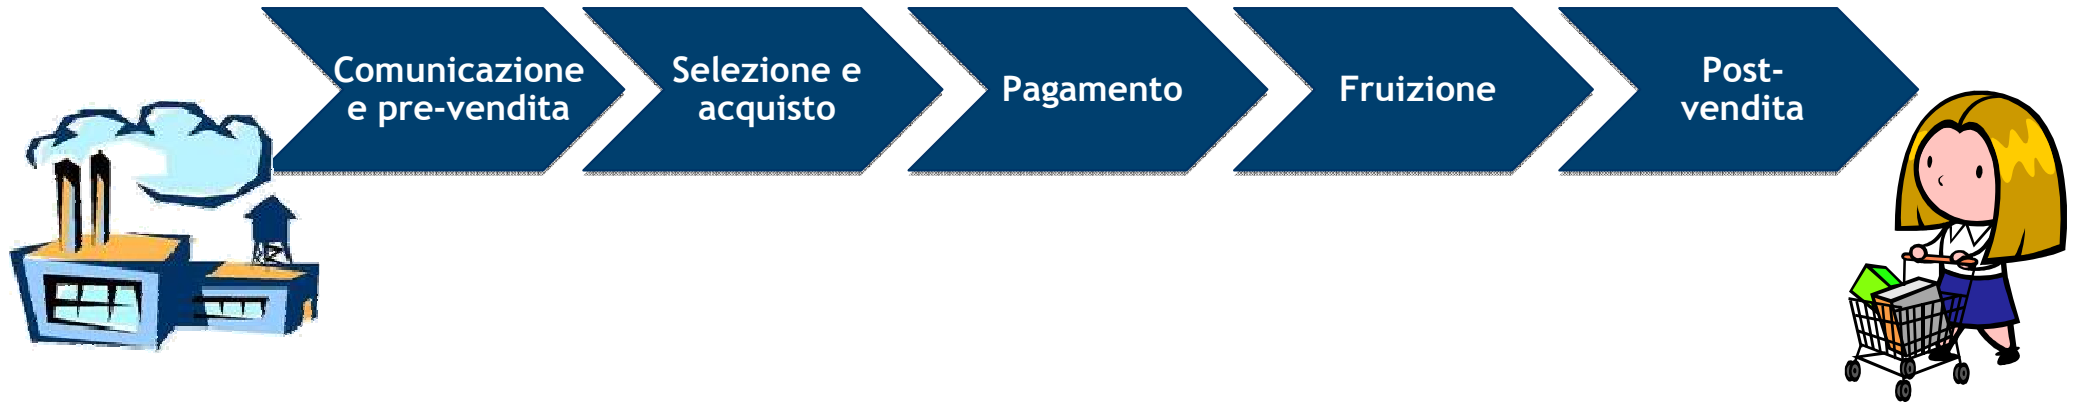 Comunicazione
e pre-vendita
Selezione e
acquisto
Pagamento
Fruizione
Post-
vendita